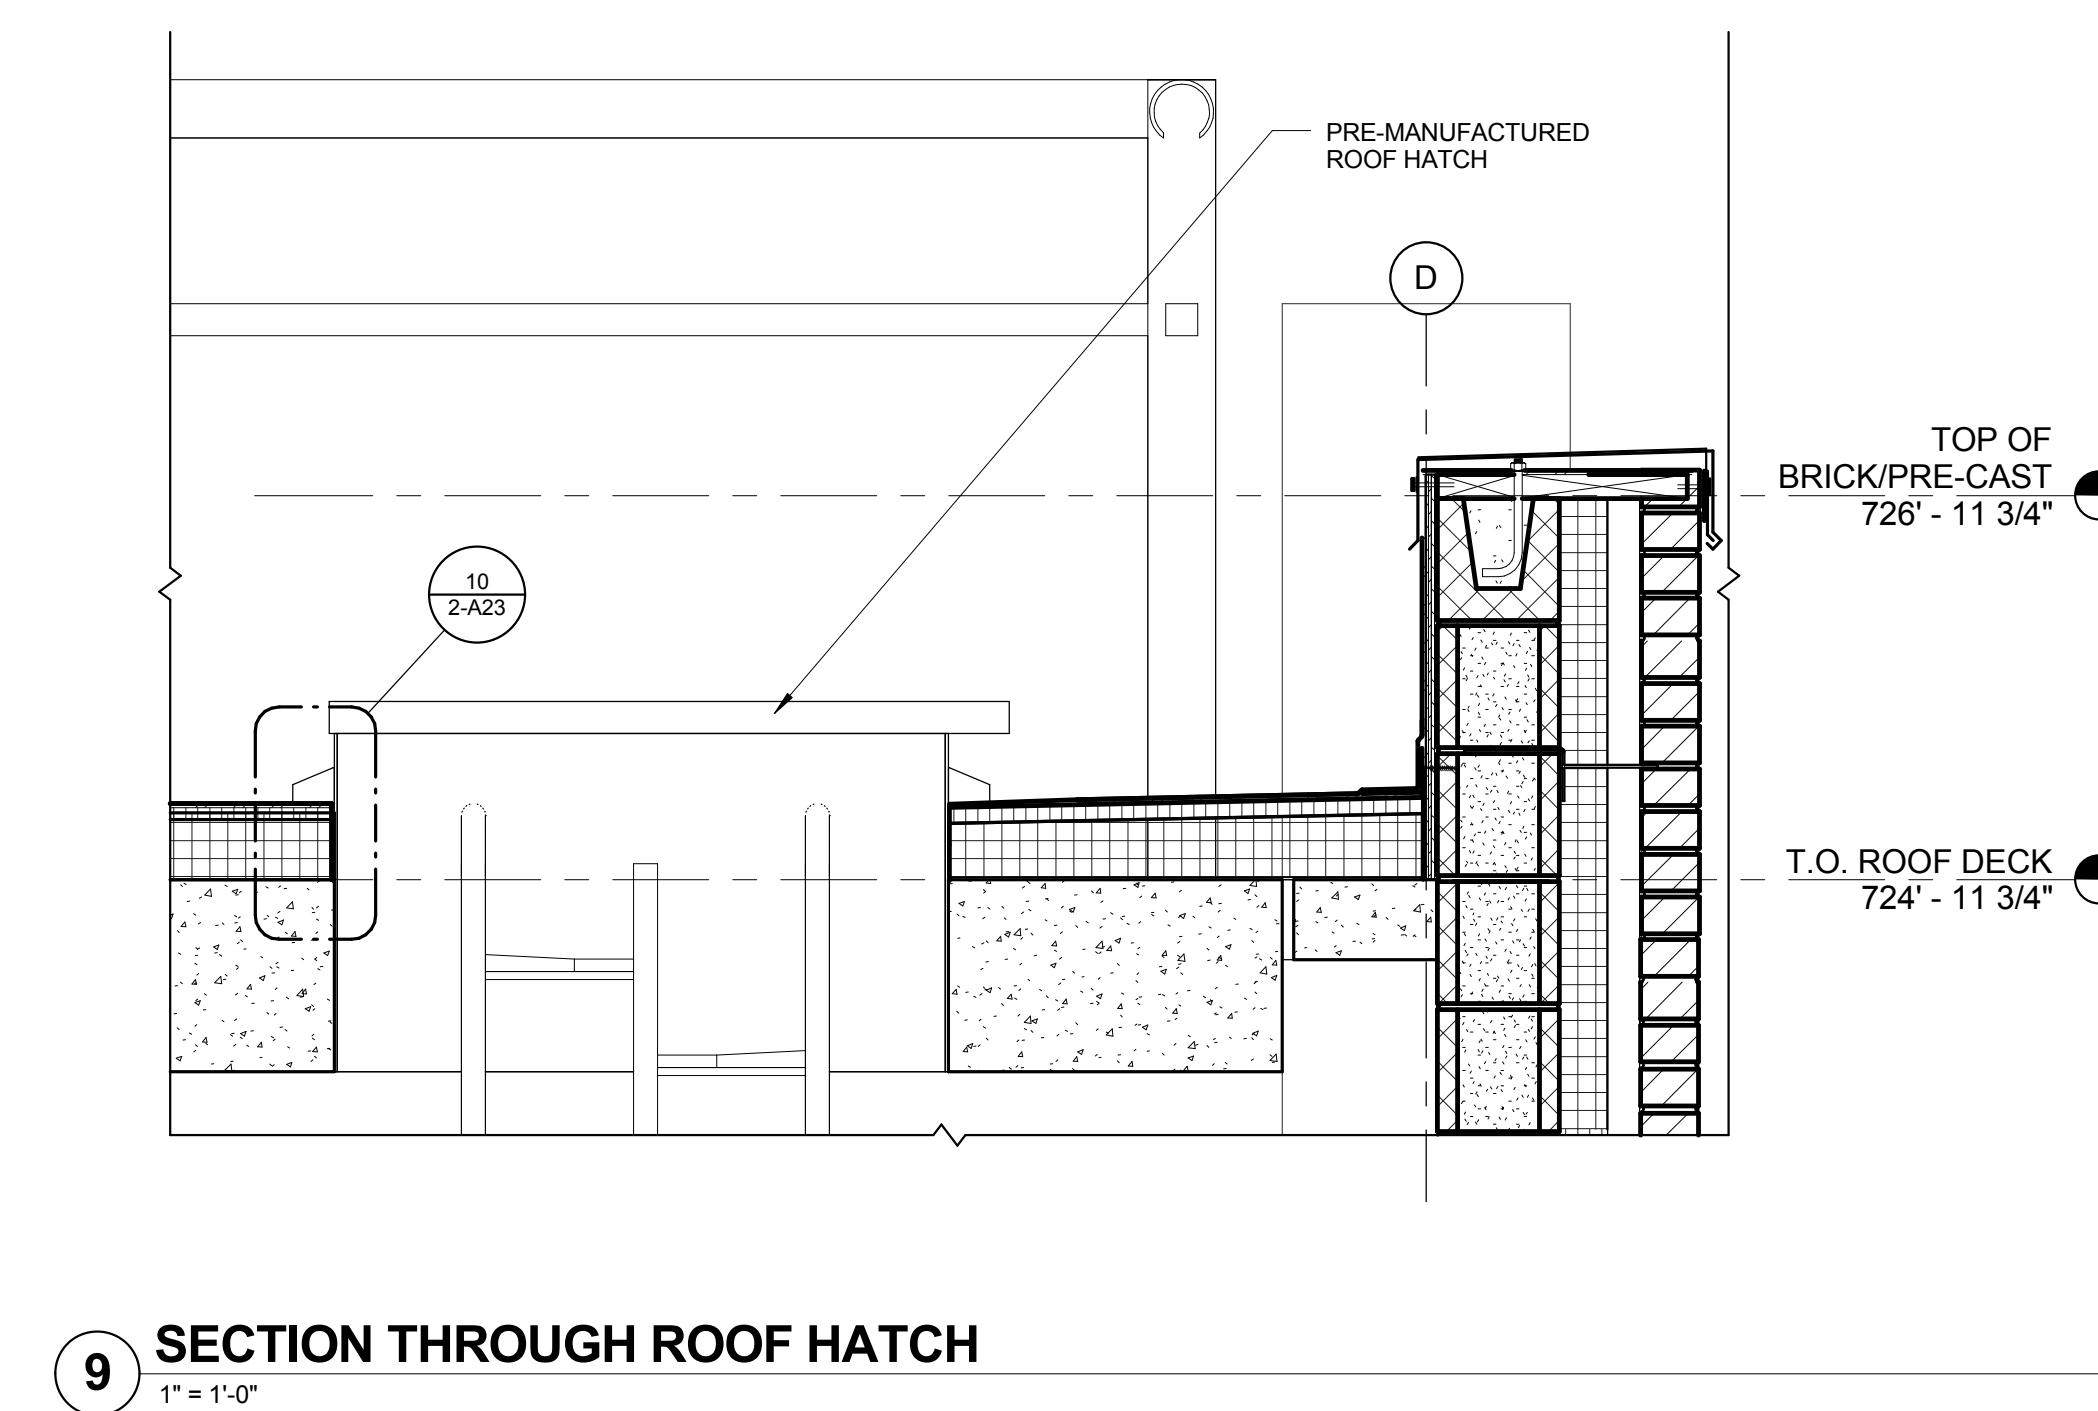 PRE-MANUFACTURED
ROOF HATCH
D
TOP OF
BRICK/PRE-CAST
726' - 11 3/4"
10
2-A23
T.O. ROOF DECK
724' - 11 3/4"
9
SECTION THROUGH ROOF HATCH
1" = 1'-0"